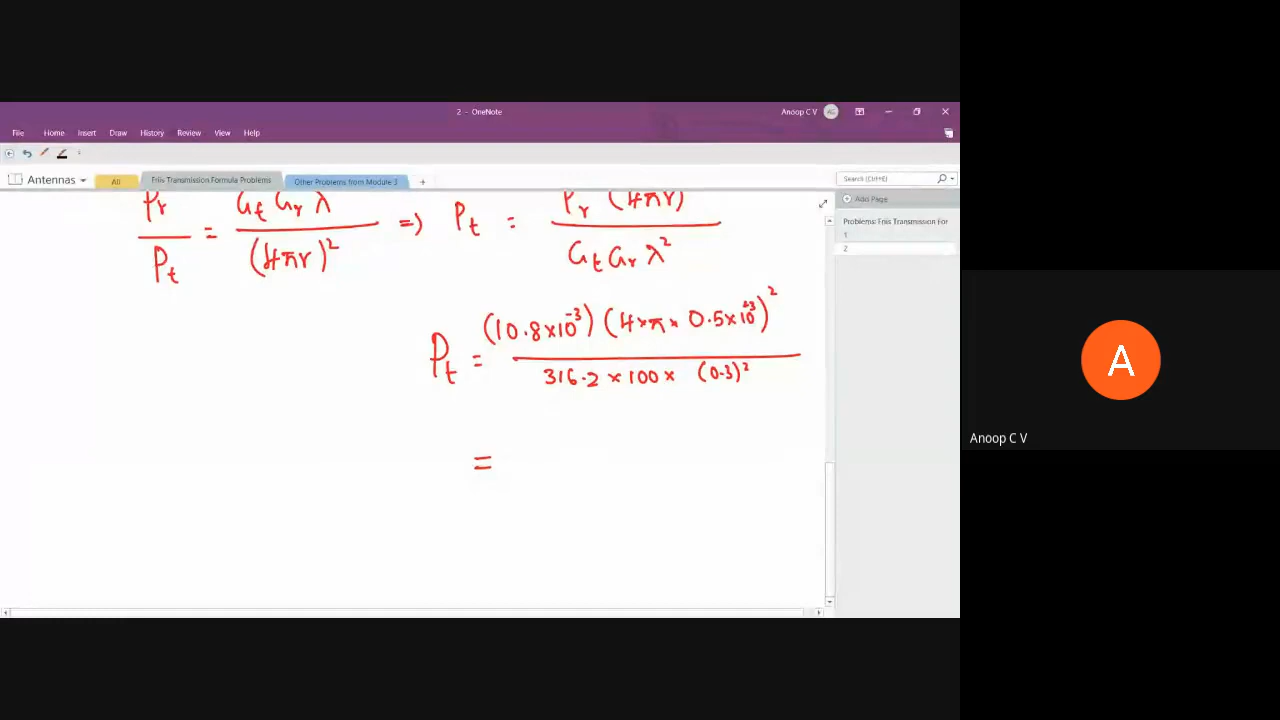 2 - OneNote
Anoop C V AC
File Home Insert Draw History Review View Help
Antennas All Friis Transmission Formula Problems Other Problems from Module 3 + Search (Ctrl+E)
Add Page
Problems: Friis Transmission For
1
2
Pr/Pt = Gt Gr λ/(4πr)² => Pt = Pr (4πr)/Gt Gr λ²
Pt = (10.8×10⁻³) (4×π× 0.5×10⁺³)²/316.2 × 100 × (0.3)²
=
A
Anoop C V